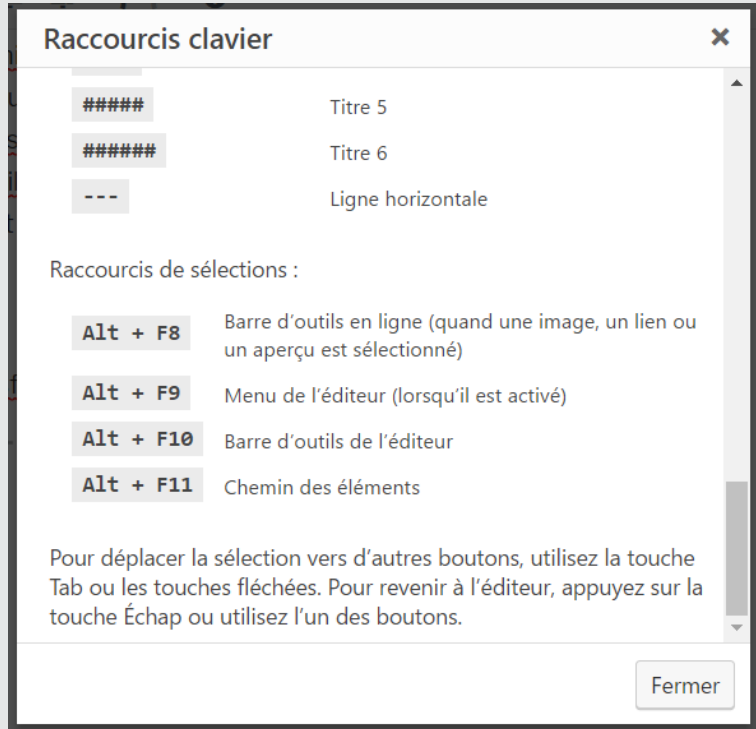 Raccourcis clavier
##### Titre 5
###### Titre 6
--- Ligne horizontale
Raccourcis de sélections :
Alt + F8 Barre d’outils en ligne (quand une image, un lien ou
un aperçu est sélectionné)
Alt + F9 Menu de l’éditeur (lorsqu’il est activé)
Alt + F10 Barre d’outils de l’éditeur
Alt + F11 Chemin des éléments
Pour déplacer la sélection vers d’autres boutons, utilisez la touche
Tab ou les touches fléchées. Pour revenir à l’éditeur, appuyez sur la
touche Échap ou utilisez l’un des boutons.
Fermer